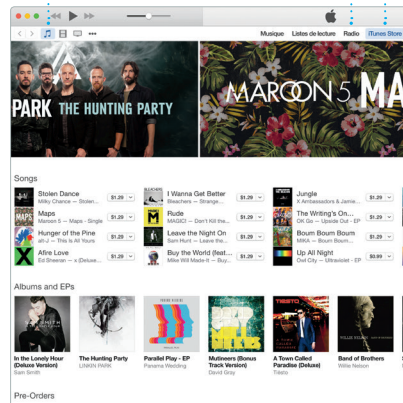 Musique Listes de lecture Radio iTunes Store
PARK THE HUNTING PARTY
MAROON 5 MA
Songs
Stolen Dance
Milky Chance — Stolen...
$1.29
I Wanna Get Better
Bleachers — Strange...
$1.29
Jungle
X Ambassadors & Jamie...
$1.29
Maps
Maroon 5 — Maps - Single
$1.29
Rude
MAGIC! — Don't Kill the...
$1.29
The Writing's On...
OK Go — Upside Out - EP
$1.29
Hunger of the Pine
alt-J — This Is All Yours
$1.29
Leave the Night On
Sam Hunt — Leave the...
$1.29
Boum Boum Boum
MIKA — Boum Boum...
$1.29
Afire Love
Ed Sheeran — x (Deluxe...
$1.29
Buy the World (feat...
Mike Will Made-It — Buy...
$1.29
Up All Night
Owl City — Ultraviolet - EP
$0.99
Albums and EPs
TIËSTO
In the Lonely Hour (Deluxe Version)
Sam Smith
The Hunting Party
LINKIN PARK
Parallel Play - EP
Panama Wedding
Mutineers (Bonus Track Version)
David Gray
A Town Called Paradise (Deluxe)
Tiësto
Band of Brothers
Willie Nelson
Pre-Orders